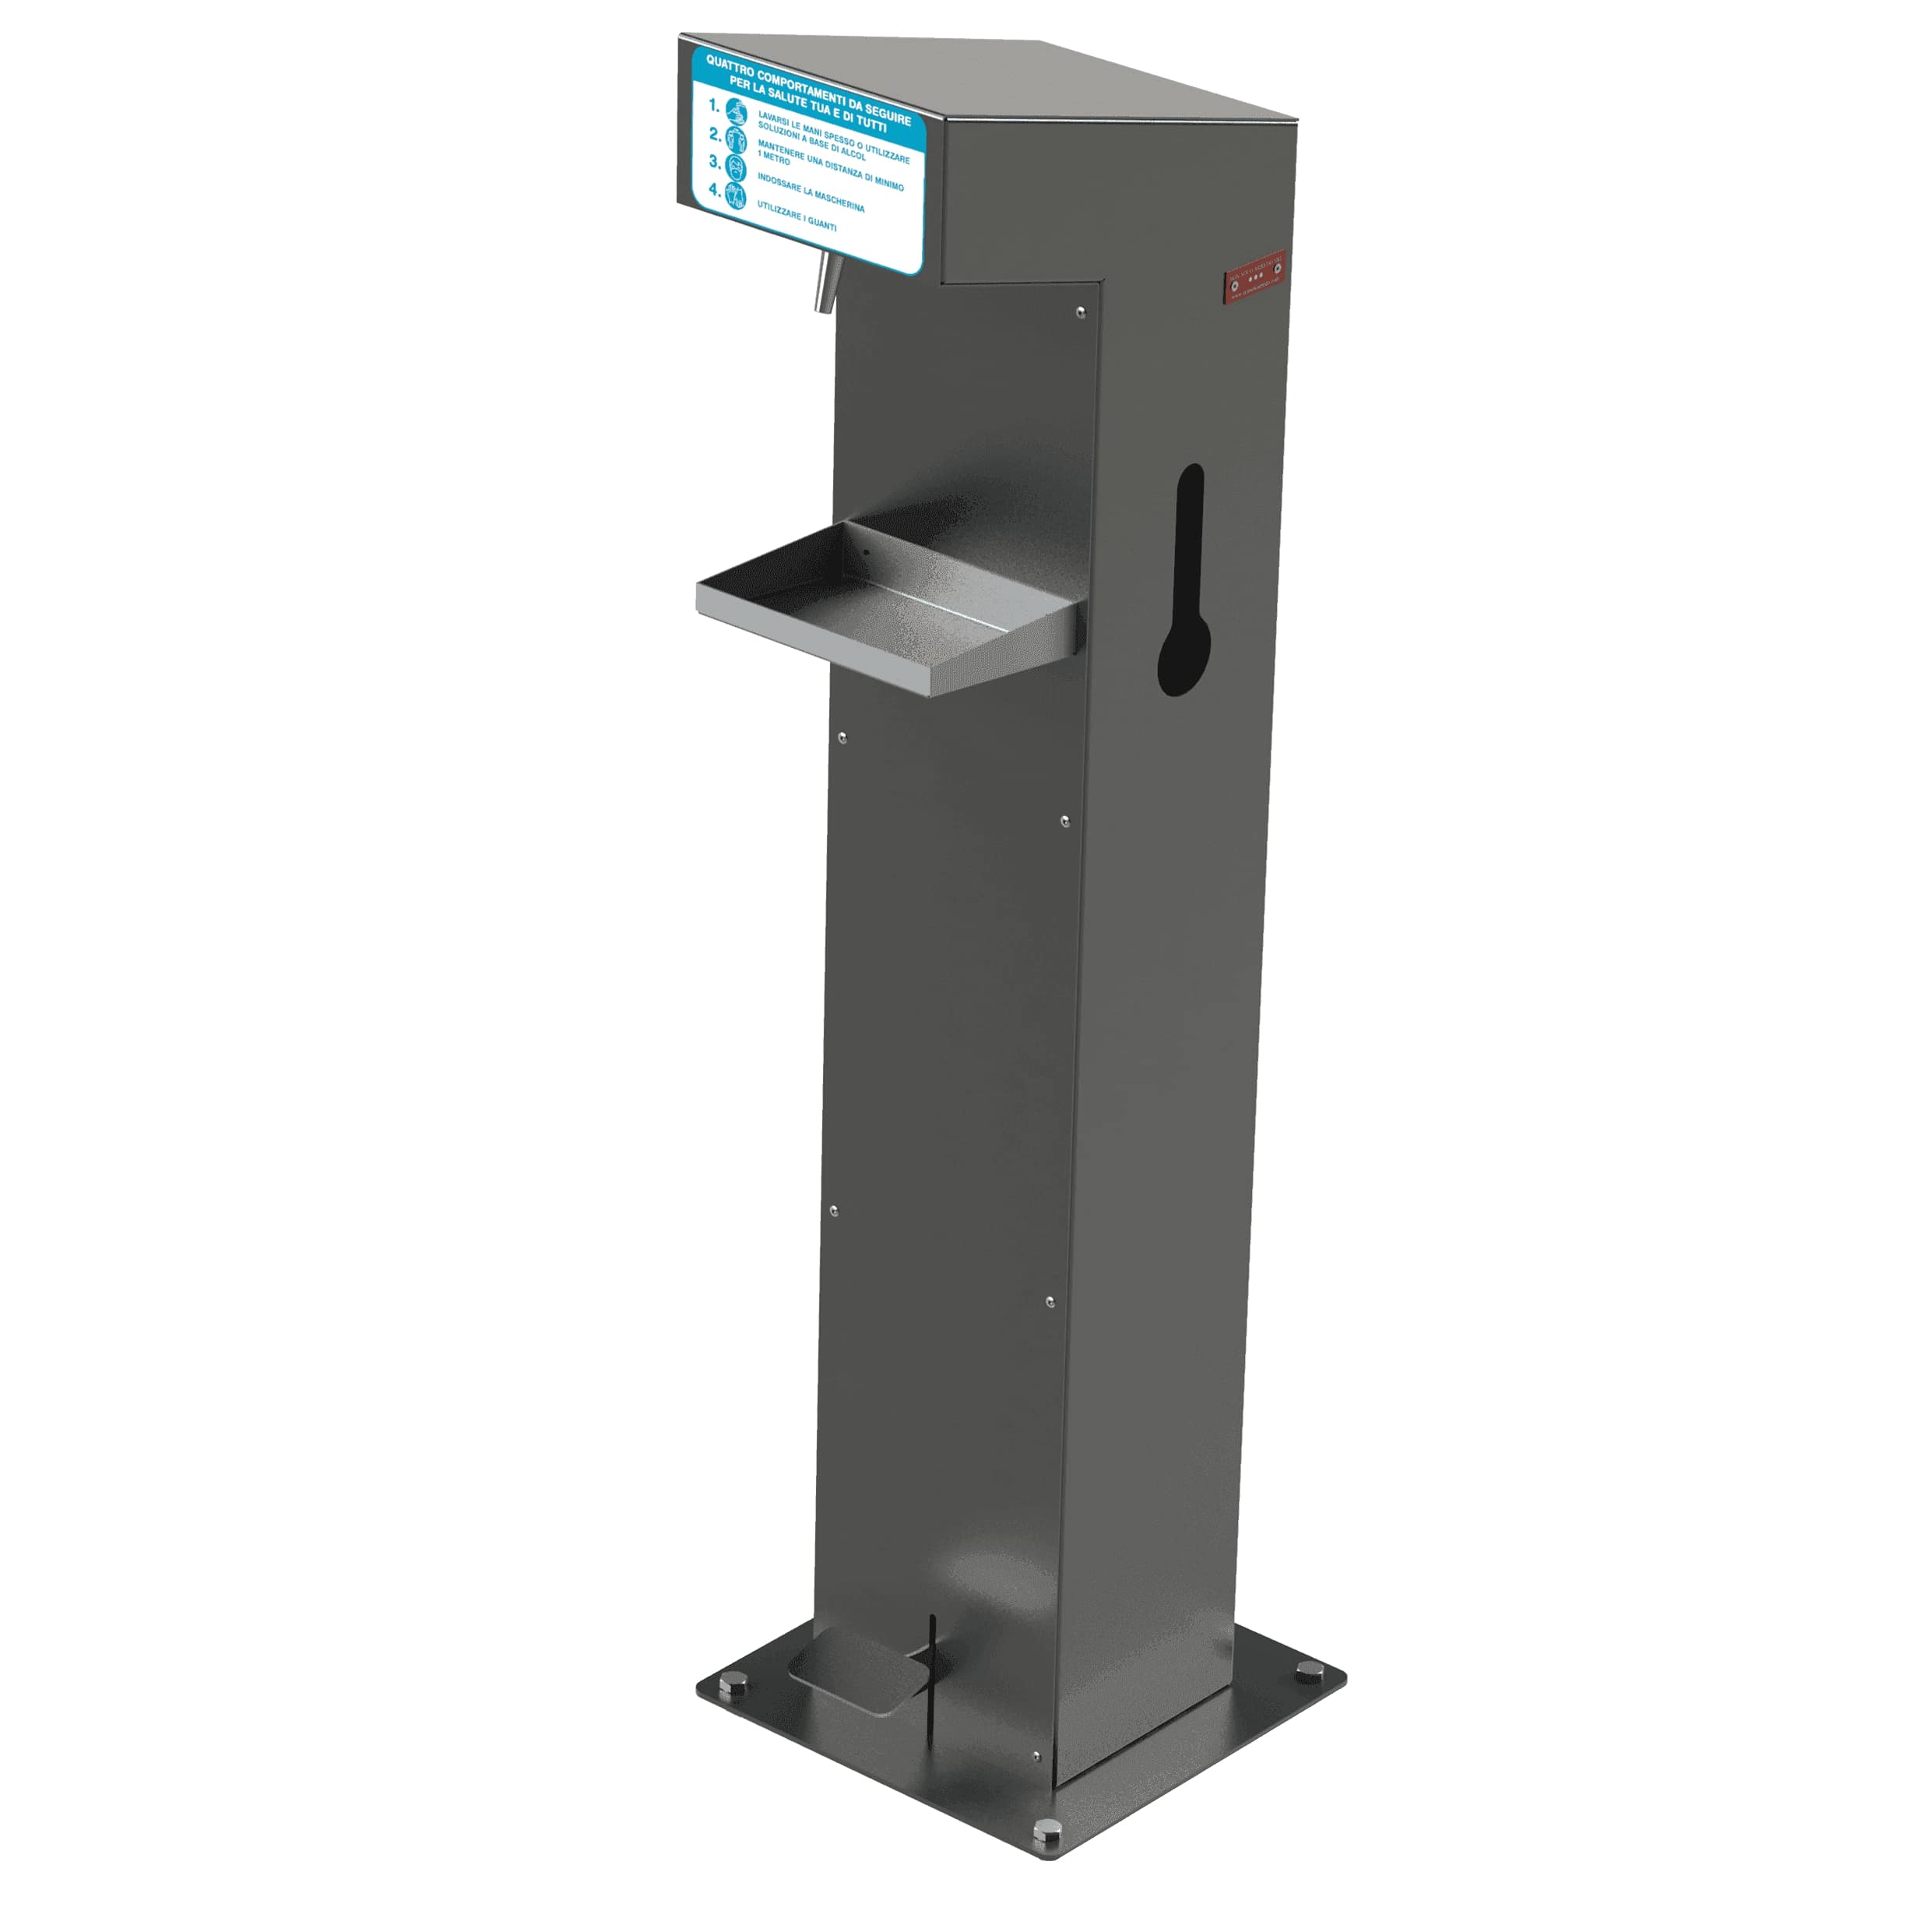 QUATTRO COMPORTAMENTI DA SEGUIRE
PER LA SALUTE TUA E DI TUTTI
1.
LAVARSI LE MANI SPESSO O UTILIZZARE
SOLUZIONI A BASE DI ALCOL
2.
MANTENERE UNA DISTANZA DI MINIMO
1 METRO
3.
INDOSSARE LA MASCHERINA
4.
UTILIZZARE I GUANTI